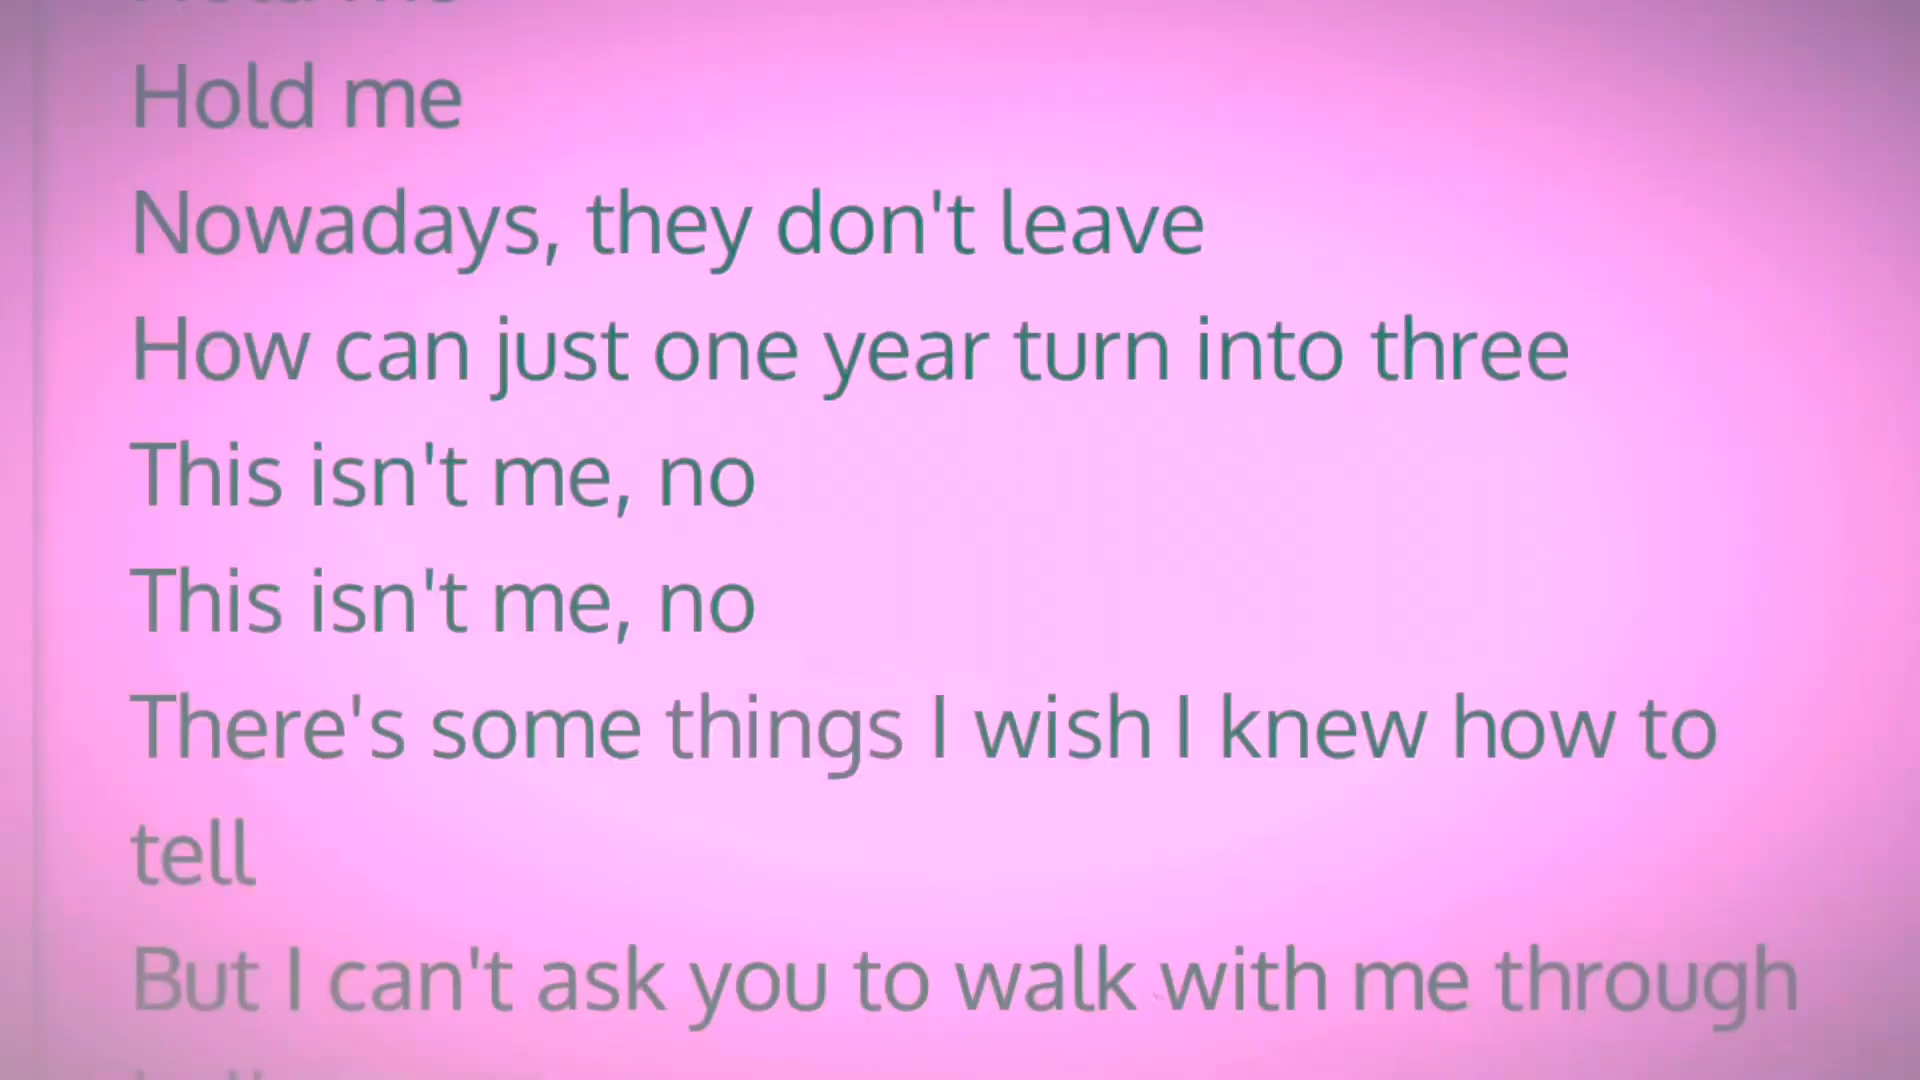 Hold me
Nowadays, they don't leave
How can just one year turn into three
This isn't me, no
This isn't me, no
There's some things I wish I knew how to
tell
But I can't ask you to walk with me through